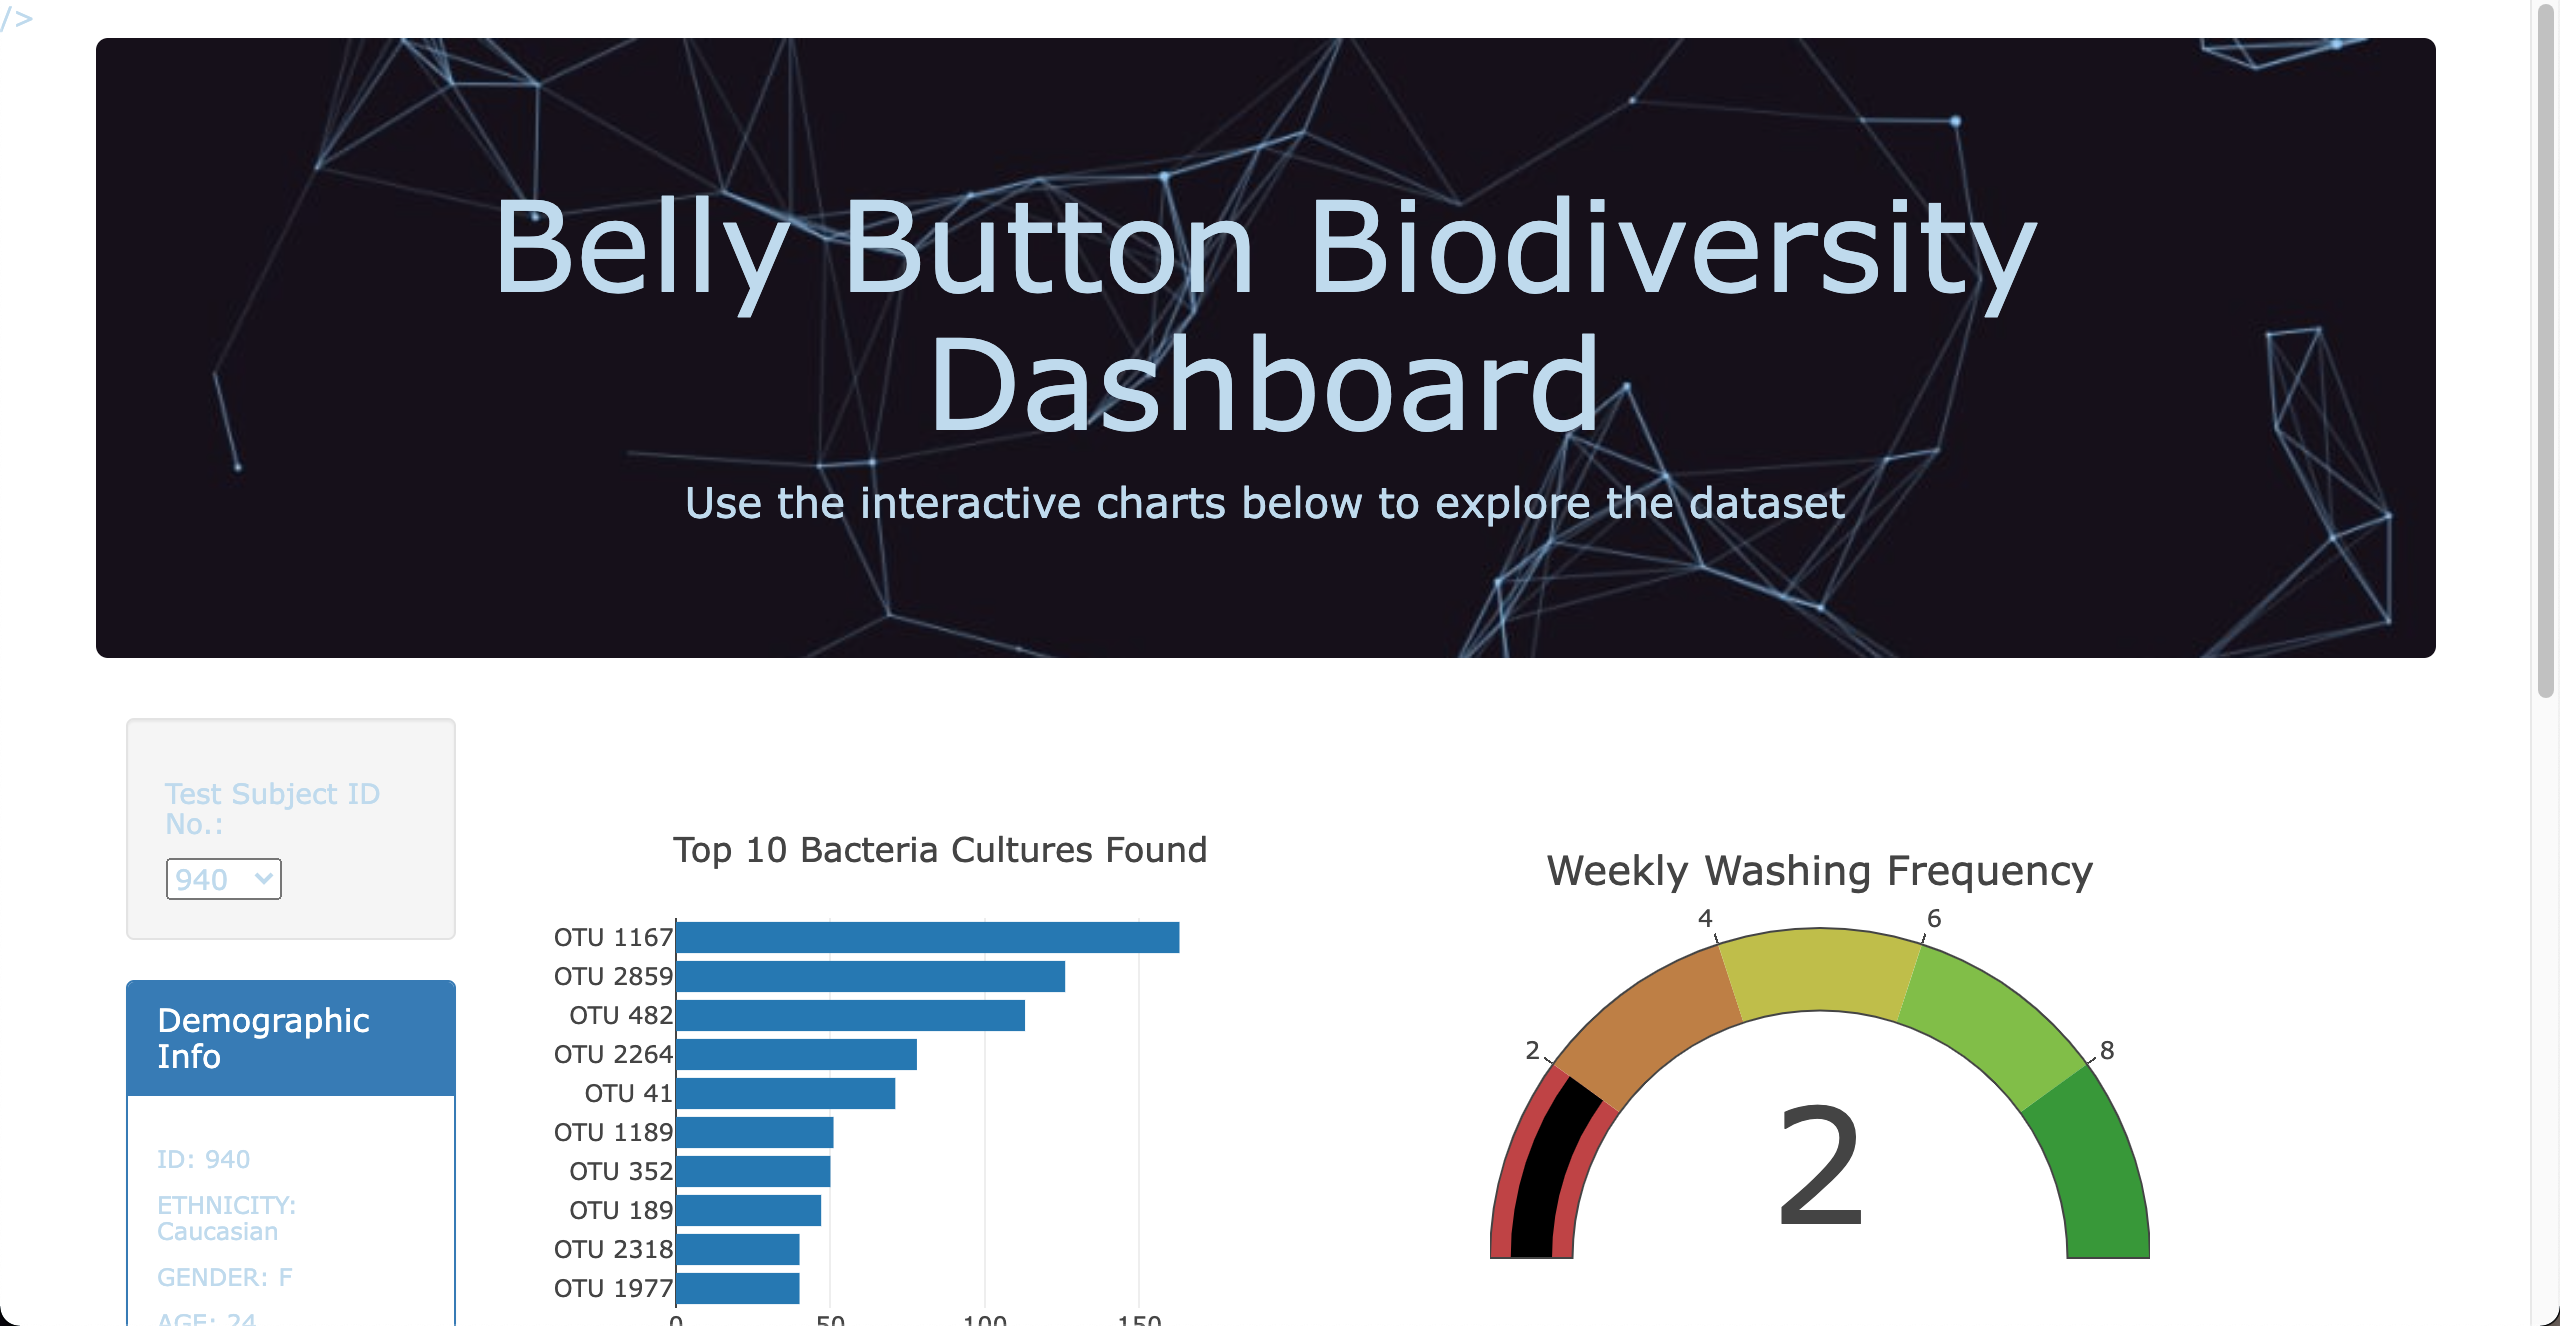 />
Belly Button Biodiversity
Dashboard
Use the interactive charts below to explore the dataset
Test Subject ID
No.:
940
Demographic
Info
ID: 940
ETHNICITY:
Caucasian
GENDER: F
AGE: 24
Top 10 Bacteria Cultures Found
OTU 1167
OTU 2859
OTU 482
OTU 2264
OTU 41
OTU 1189
OTU 352
OTU 189
OTU 2318
OTU 1977
0 50 100 150
Weekly Washing Frequency
4 6
2 8
2